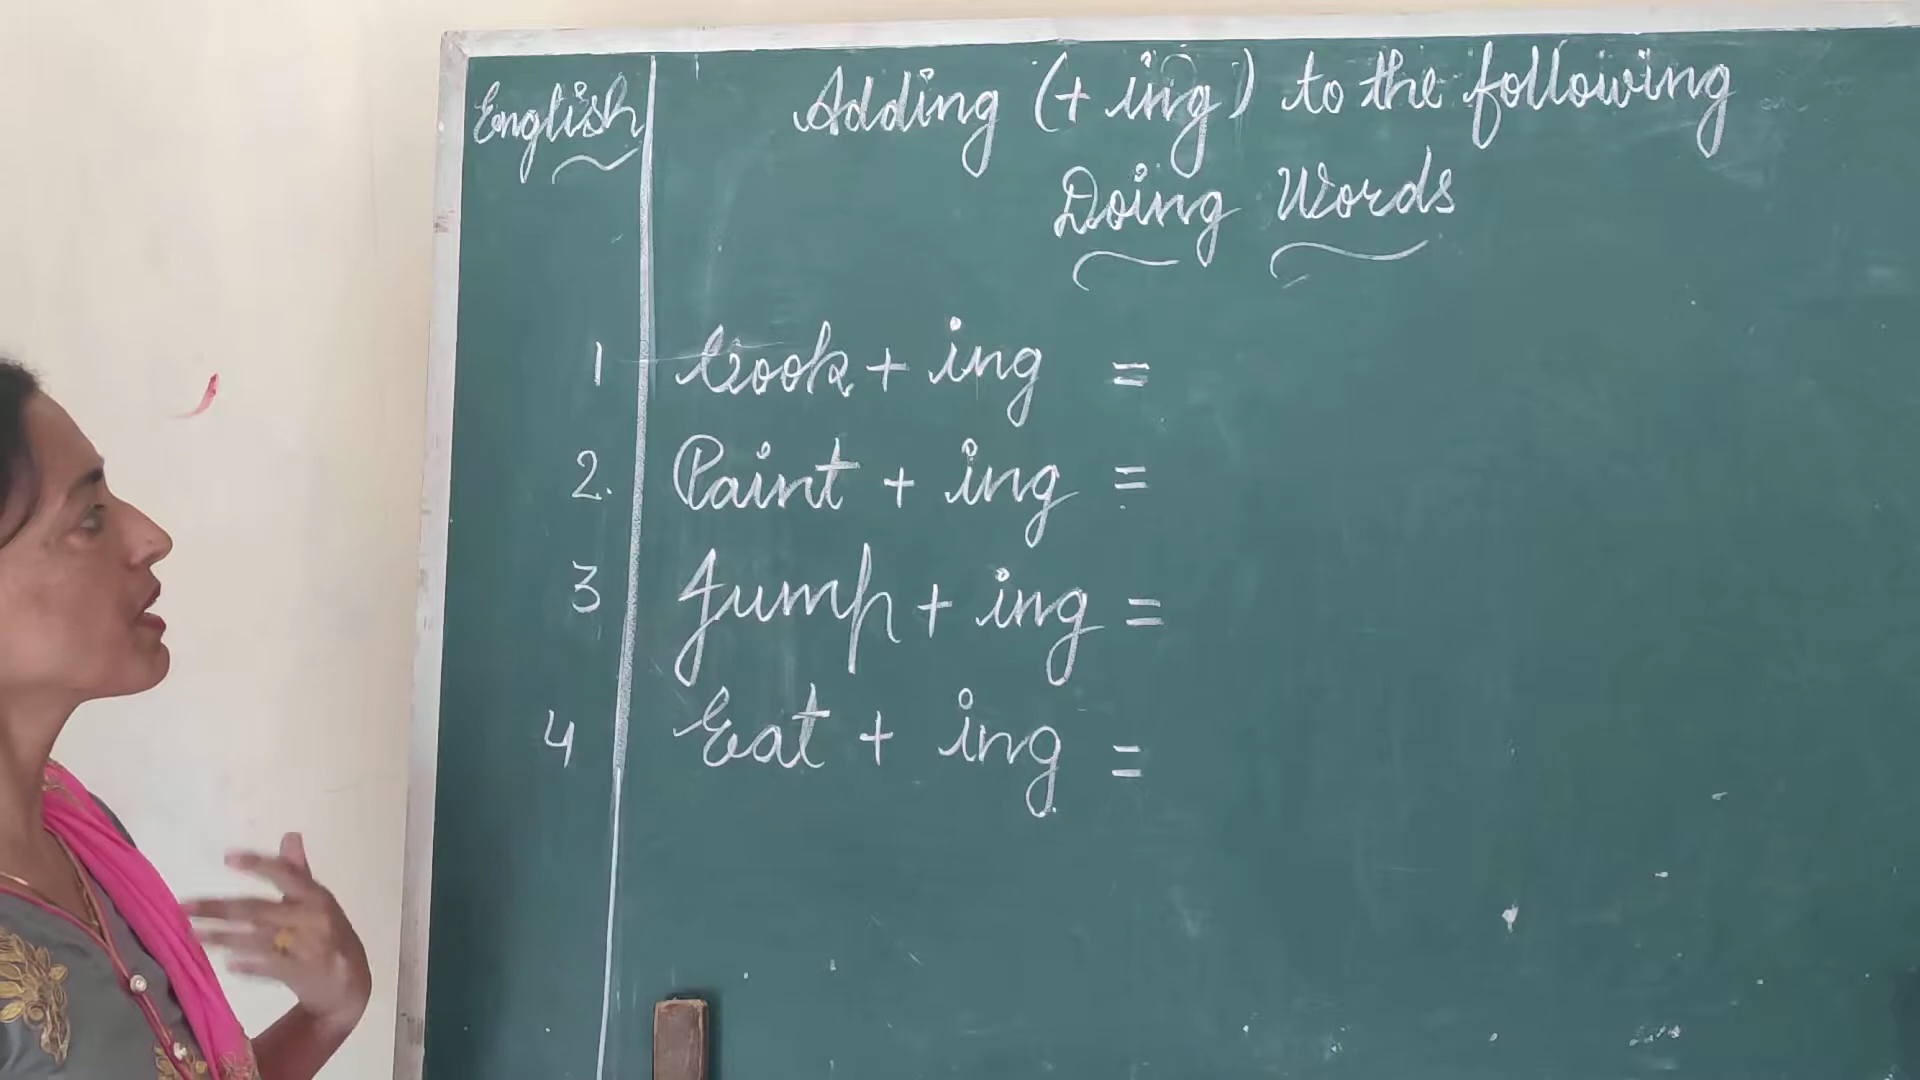 English
Adding (+ ing) to the following
Doing Words
1 Cook + ing =
2. Paint + ing =
3 Jump + ing =
4 Eat + ing =